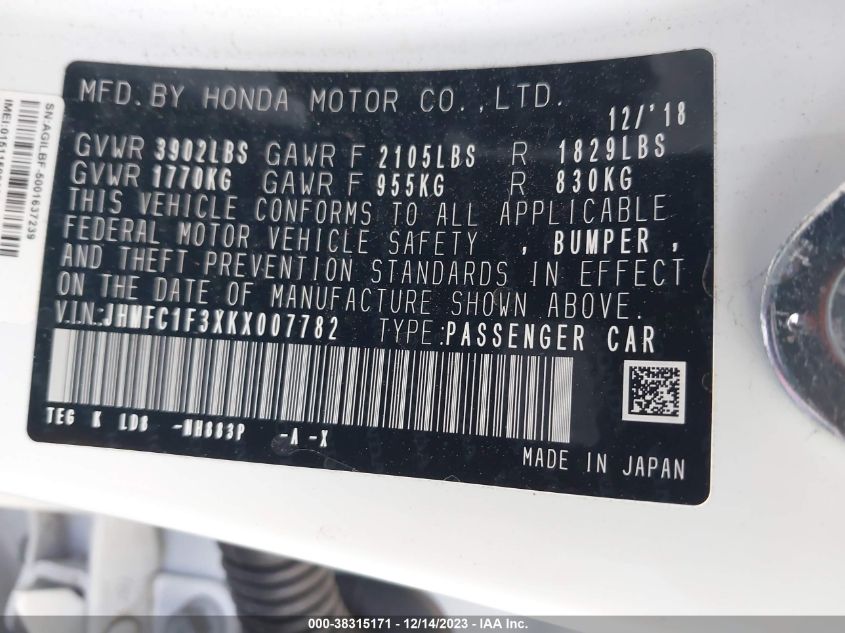 MFD. BY HONDA MOTOR CO., LTD.
12/'18
GVWR 3902LBS GAWR F 2105LBS R 1829LBS
GVWR 1770KG GAWR F 955KG R 830KG
THIS VEHICLE CONFORMS TO ALL APPLICABLE
FEDERAL MOTOR VEHICLE SAFETY , BUMPER ,
AND THEFT PREVENTION STANDARDS IN EFFECT
ON THE DATE OF MANUFACTURE SHOWN ABOVE.
V.I.N.:JHMFC1F3XKX007782 TYPE:PASSENGER CAR
TEG K LD8 -NH883P -A -X
MADE IN JAPAN
SN:AGILBF-5001637239
000-38315171 - 12/14/2023 - IAA Inc.